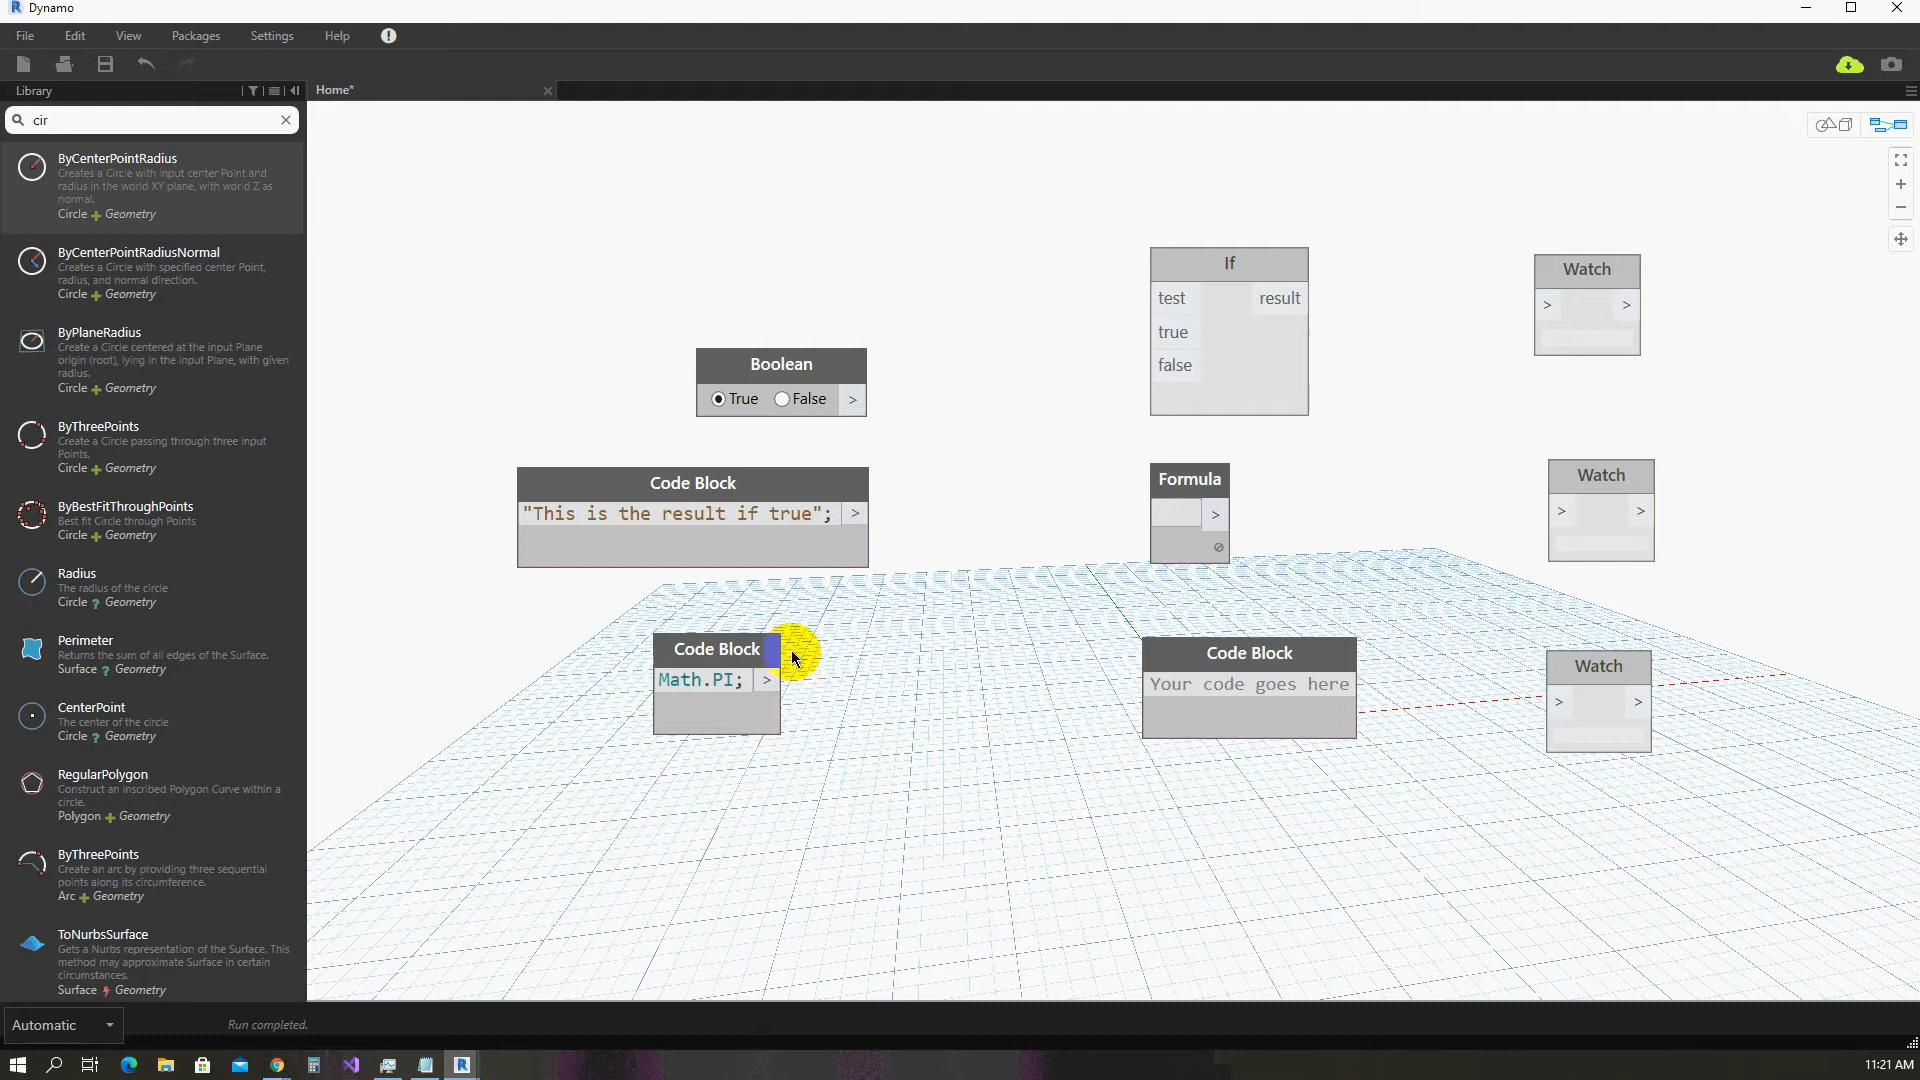 Dynamo
File Edit View Packages Settings Help
Library
Home*
cir
ByCenterPointRadius
Creates a Circle with input center Point and
radius in the world XY plane, with world Z as
normal.
Circle Geometry
ByCenterPointRadiusNormal
Creates a Circle with specified center Point,
radius, and normal direction.
Circle Geometry
ByPlaneRadius
Create a Circle centered at the input Plane
origin (root), lying in the input Plane, with given
radius.
Circle Geometry
ByThreePoints
Create a Circle passing through three input
Points.
Circle Geometry
ByBestFitThroughPoints
Best fit Circle through Points
Circle Geometry
Radius
The radius of the circle
Circle ? Geometry
Perimeter
Returns the sum of all edges of the Surface.
Surface ? Geometry
CenterPoint
The center of the circle
Circle ? Geometry
RegularPolygon
Construct an inscribed Polygon Curve within a
circle.
Polygon Geometry
ByThreePoints
Create an arc by providing three sequential
points along its circumference.
Arc Geometry
ToNurbsSurface
Gets a Nurbs representation of the Surface. This
method may approximate Surface in certain
circumstances.
Surface Geometry
If
test result
true
false
Watch
> >
Boolean
True False >
Code Block
"This is the result if true"; >
Formula
>
Watch
> >
Code Block
Math.PI; >
Code Block
Your code goes here
Watch
> >
Automatic
Run completed.
11:21 AM